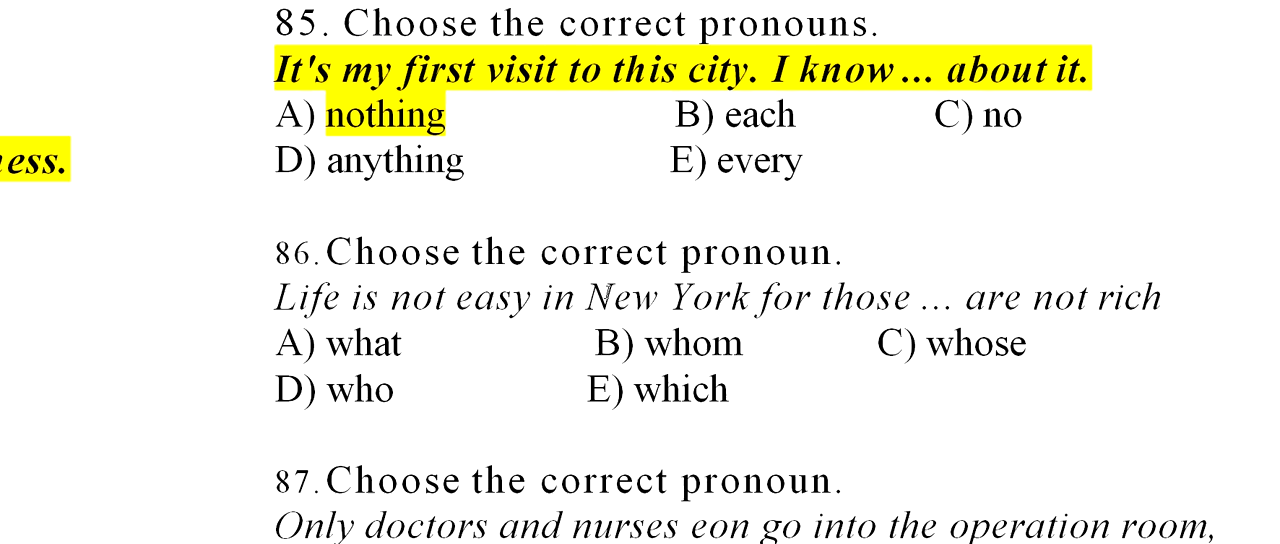 85. Choose the correct pronouns.
It's my first visit to this city. I know ... about it.
A) nothing B) each C) no
ess.
D) anything E) every
86. Choose the correct pronoun.
Life is not easy in New York for those ... are not rich
A) what B) whom C) whose
D) who E) which
87. Choose the correct pronoun.
Only doctors and nurses eon go into the operation room,